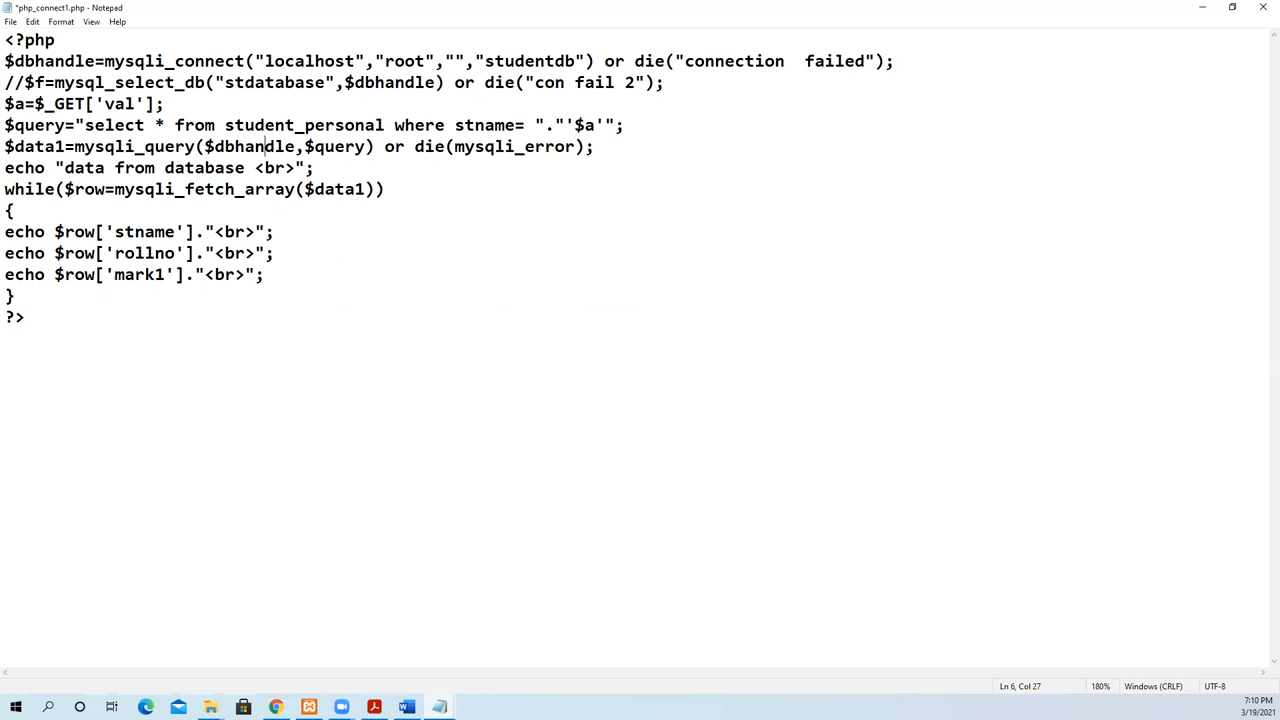 *php_connect1.php - Notepad
File Edit Format View Help
<?php
$dbhandle=mysqli_connect("localhost","root","","studentdb") or die("connection  failed");
//$f=mysql_select_db("stdatabase",$dbhandle) or die("con fail 2");
$a=$_GET['val'];
$query="select * from student_personal where stname= "."'$a'";
$data1=mysqli_query($dbhandle,$query) or die(mysqli_error);
echo "data from database <br>";
while($row=mysqli_fetch_array($data1))
{
echo $row['stname']."<br>";
echo $row['rollno']."<br>";
echo $row['mark1']."<br>";
}
?>
Ln 6, Col 27 180% Windows (CRLF) UTF-8
7:10 PM
3/19/2021